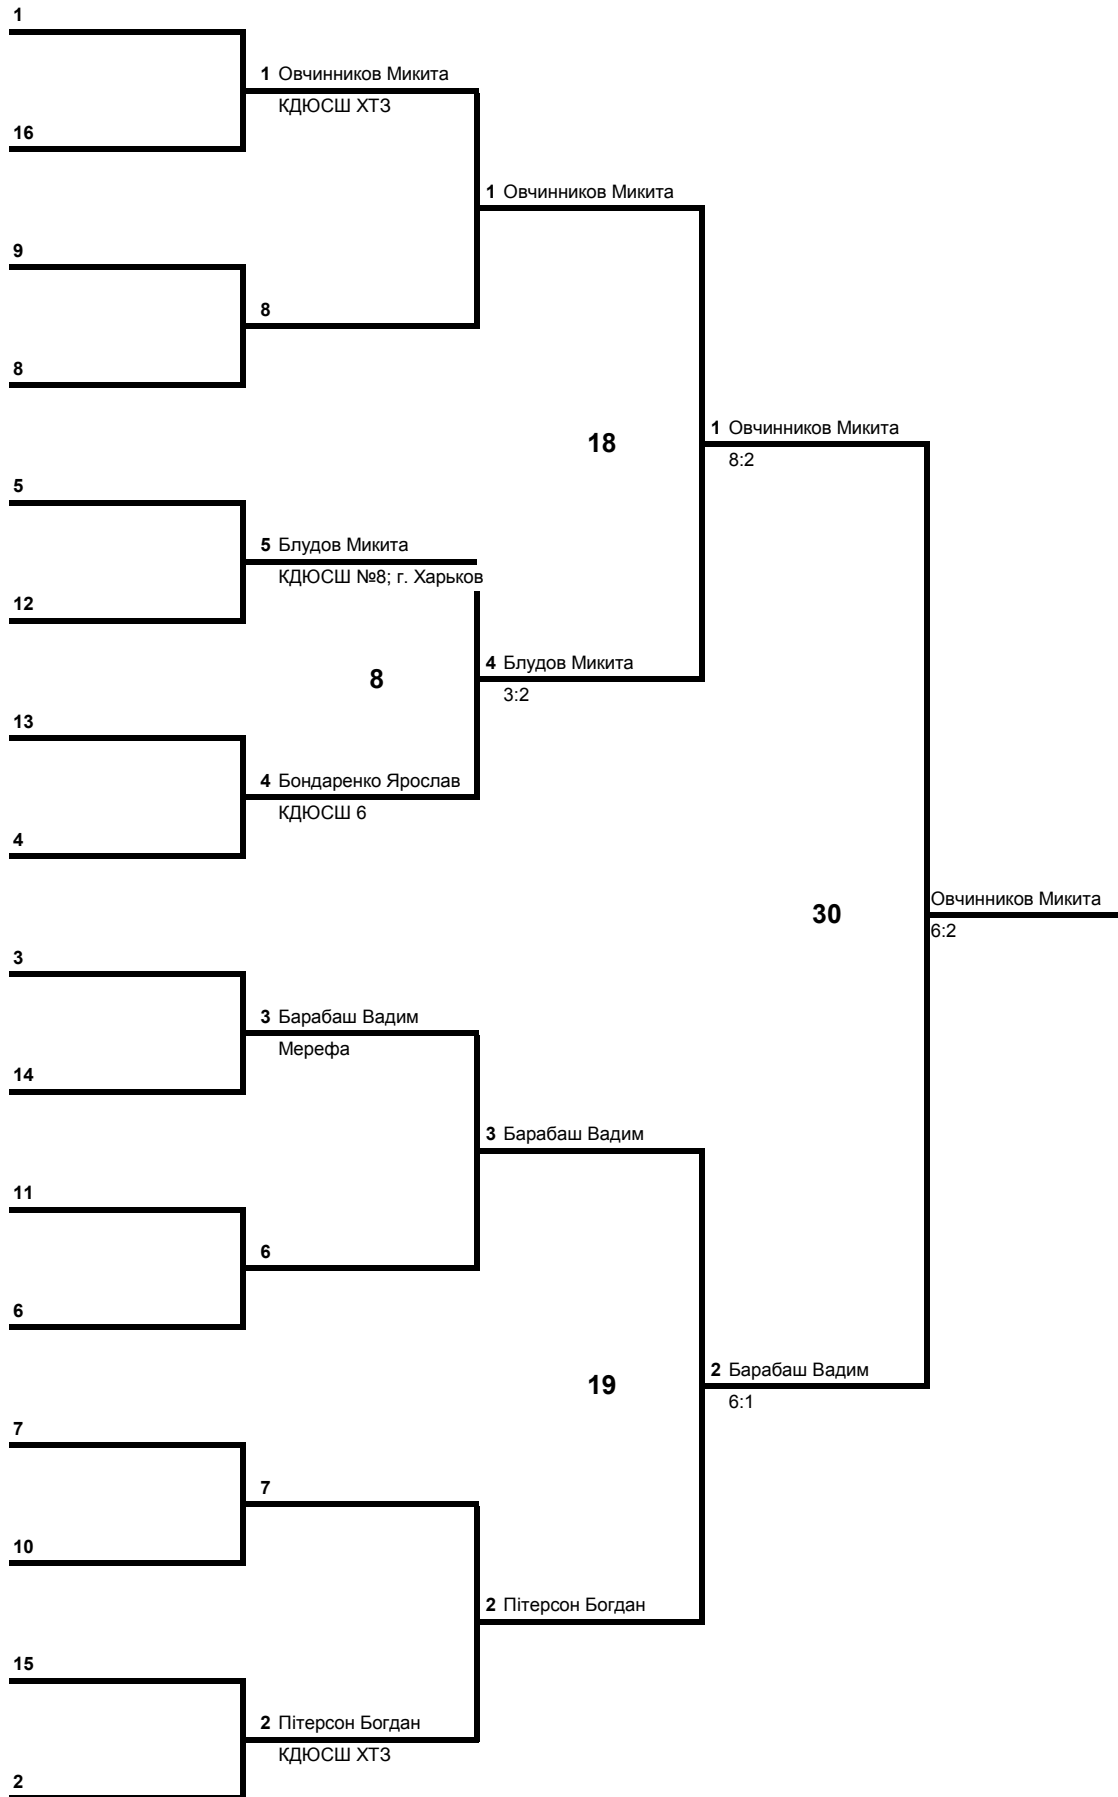 1
1 Овчинников Микита
КДЮСШ ХТЗ
16
1 Овчинников Микита
9
8
8
1 Овчинников Микита
18
8:2
5
5 Блудов Микита
КДЮСШ №8; г. Харьков
12
4 Блудов Микита
8
3:2
13
4 Бондаренко Ярослав
КДЮСШ 6
4
Овчинников Микита
30
6:2
3
3 Барабаш Вадим
Мерефа
14
3 Барабаш Вадим
11
6
6
2 Барабаш Вадим
19
6:1
7
7
10
2 Пітерсон Богдан
15
2 Пітерсон Богдан
КДЮСШ ХТЗ
2